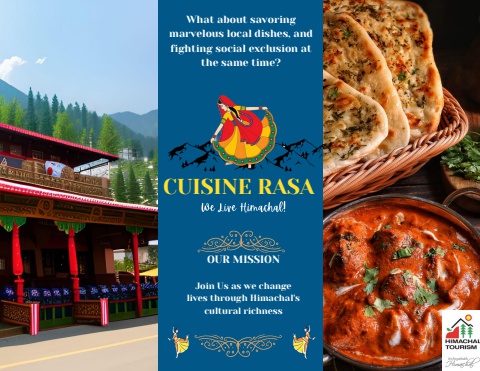 What about savoring
marvelous local dishes, and
fighting social exclusion at
the same time?
CUISINE RASA
We Live Himachal!
OUR MISSION
Join Us as we change
lives through Himachal's
cultural richness
HIMACHAL
TOURISM
Himachal